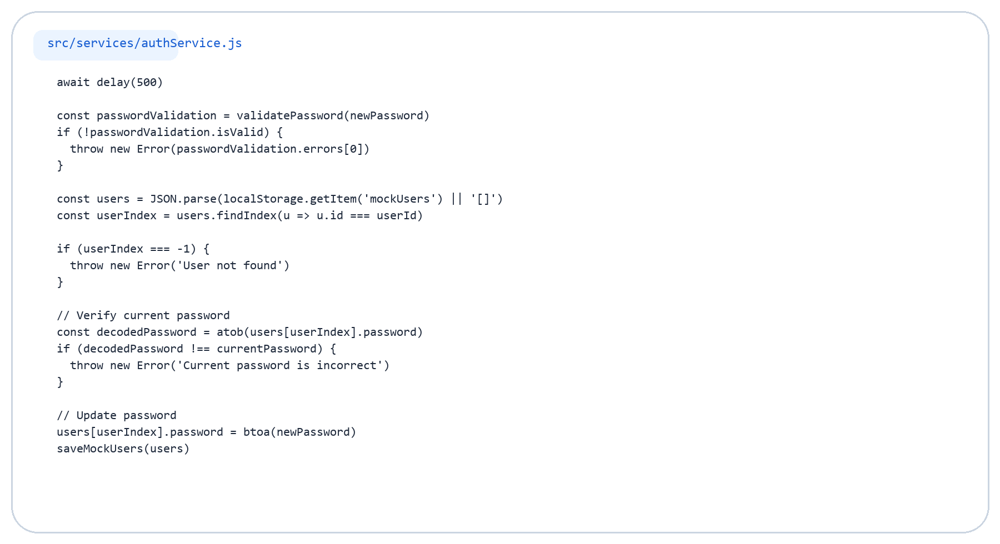 src/services/authService.js
await delay(500)
const passwordValidation = validatePassword(newPassword)
if (!passwordValidation.isValid) {
  throw new Error(passwordValidation.errors[0])
}
const users = JSON.parse(localStorage.getItem('mockUsers') || '[]')
const userIndex = users.findIndex(u => u.id === userId)
if (userIndex === -1) {
  throw new Error('User not found')
}
// Verify current password
const decodedPassword = atob(users[userIndex].password)
if (decodedPassword !== currentPassword) {
  throw new Error('Current password is incorrect')
}
// Update password
users[userIndex].password = btoa(newPassword)
saveMockUsers(users)